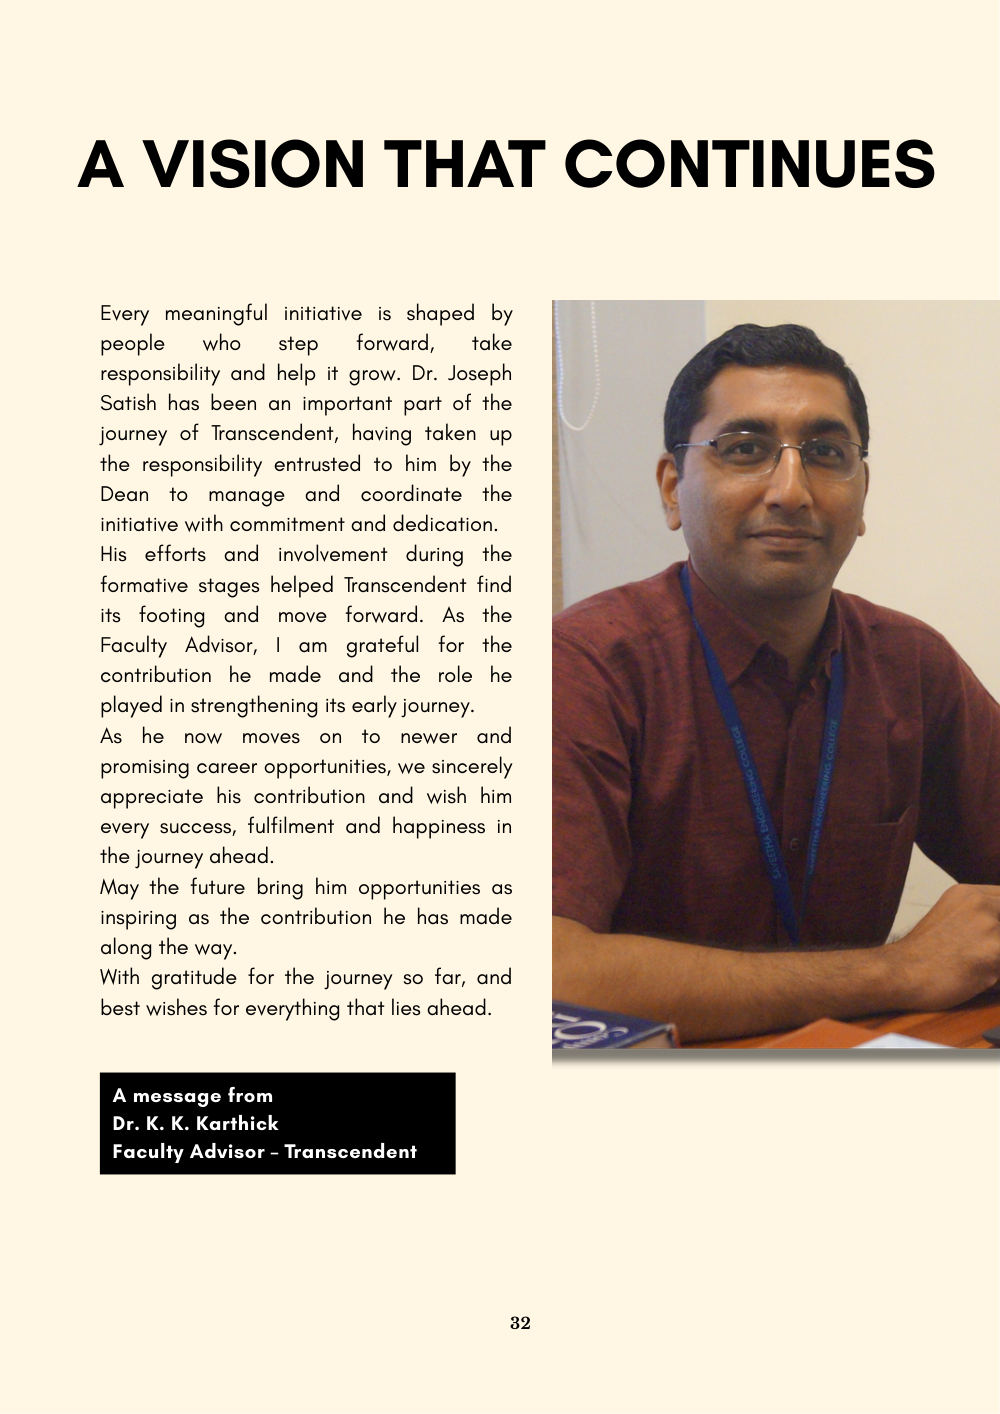 A VISION THAT CONTINUES
Every meaningful initiative is shaped by
people who step forward, take
responsibility and help it grow. Dr. Joseph
Satish has been an important part of the
journey of Transcendent, having taken up
the responsibility entrusted to him by the
Dean to manage and coordinate the
initiative with commitment and dedication.
His efforts and involvement during the
formative stages helped Transcendent find
its footing and move forward. As the
Faculty Advisor, I am grateful for the
contribution he made and the role he
played in strengthening its early journey.
As he now moves on to newer and
promising career opportunities, we sincerely
appreciate his contribution and wish him
every success, fulfilment and happiness in
the journey ahead.
May the future bring him opportunities as
inspiring as the contribution he has made
along the way.
With gratitude for the journey so far, and
best wishes for everything that lies ahead.
SAVEETHA ENGINEERING COLLEGE
SAVEETHA ENGINEERING COLLEGE
A message from
Dr. K. K. Karthick
Faculty Advisor – Transcendent
32